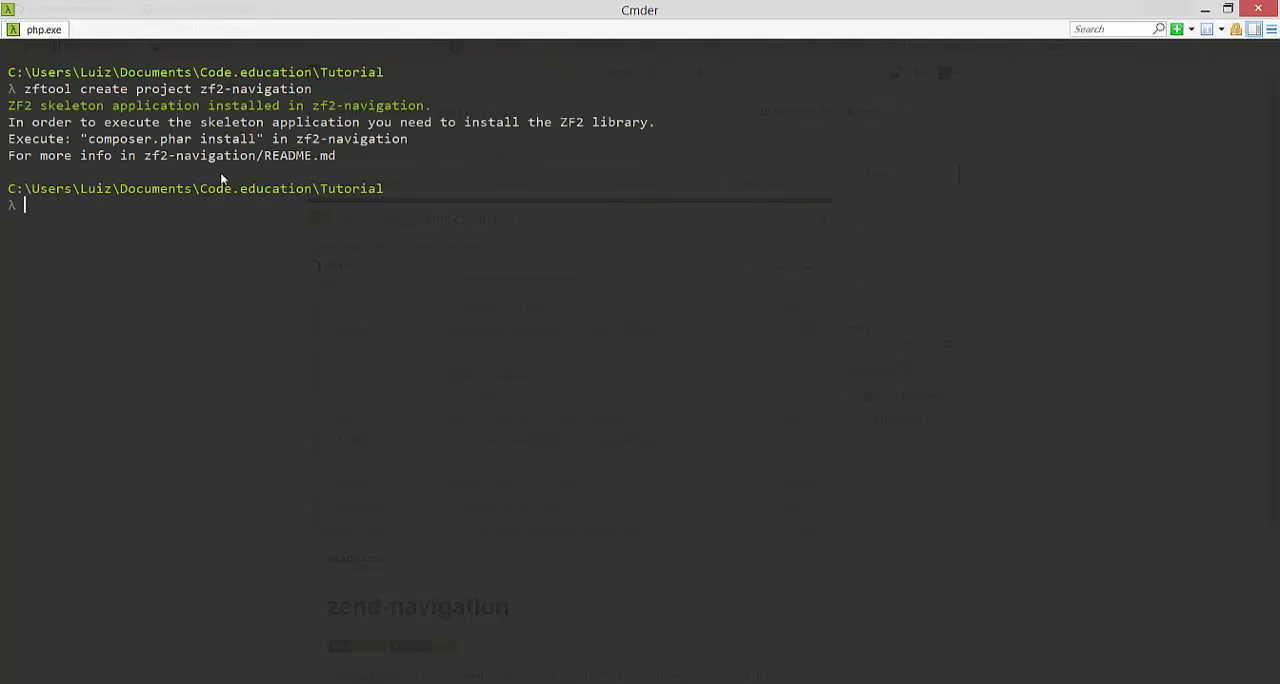 Cmder
php.exe
Search
C:\Users\Luiz\Documents\Code.education\Tutorial
λ zftool create project zf2-navigation
ZF2 skeleton application installed in zf2-navigation.
In order to execute the skeleton application you need to install the ZF2 library.
Execute: "composer.phar install" in zf2-navigation
For more info in zf2-navigation/README.md
C:\Users\Luiz\Documents\Code.education\Tutorial
λ
zend-navigation